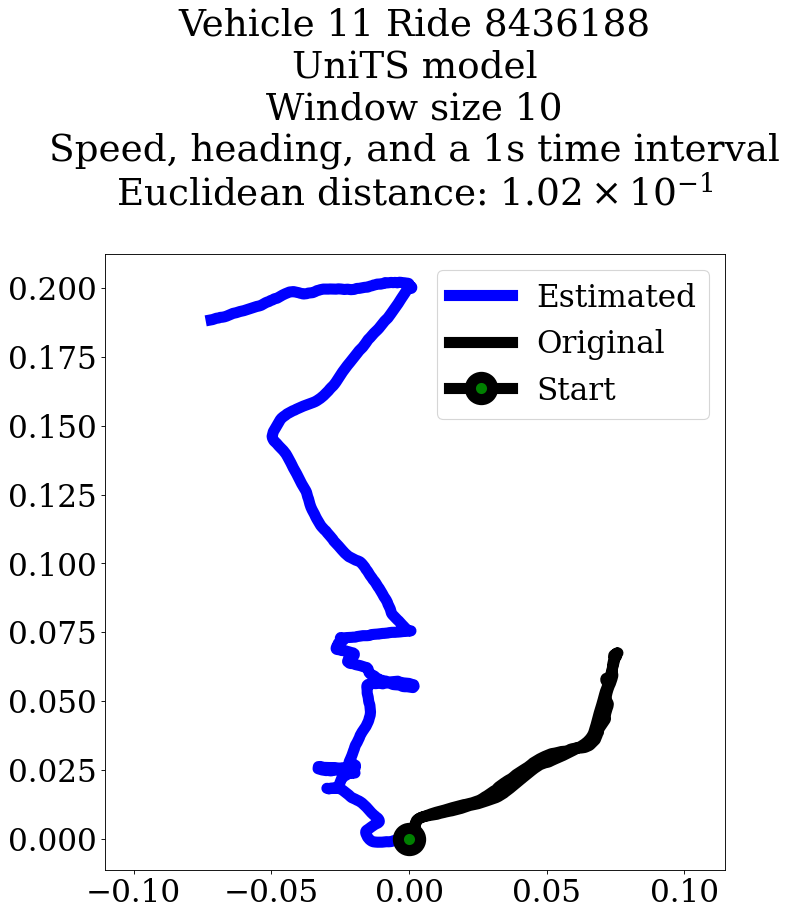 Vehicle 11 Ride 8436188
UniTS model
Window size 10
Speed, heading, and a 1s time interval
Euclidean distance: 1.02 × 10⁻¹
Estimated
Original
Start
0.200
0.175
0.150
0.125
0.100
0.075
0.050
0.025
0.000
−0.10 −0.05 0.00 0.05 0.10